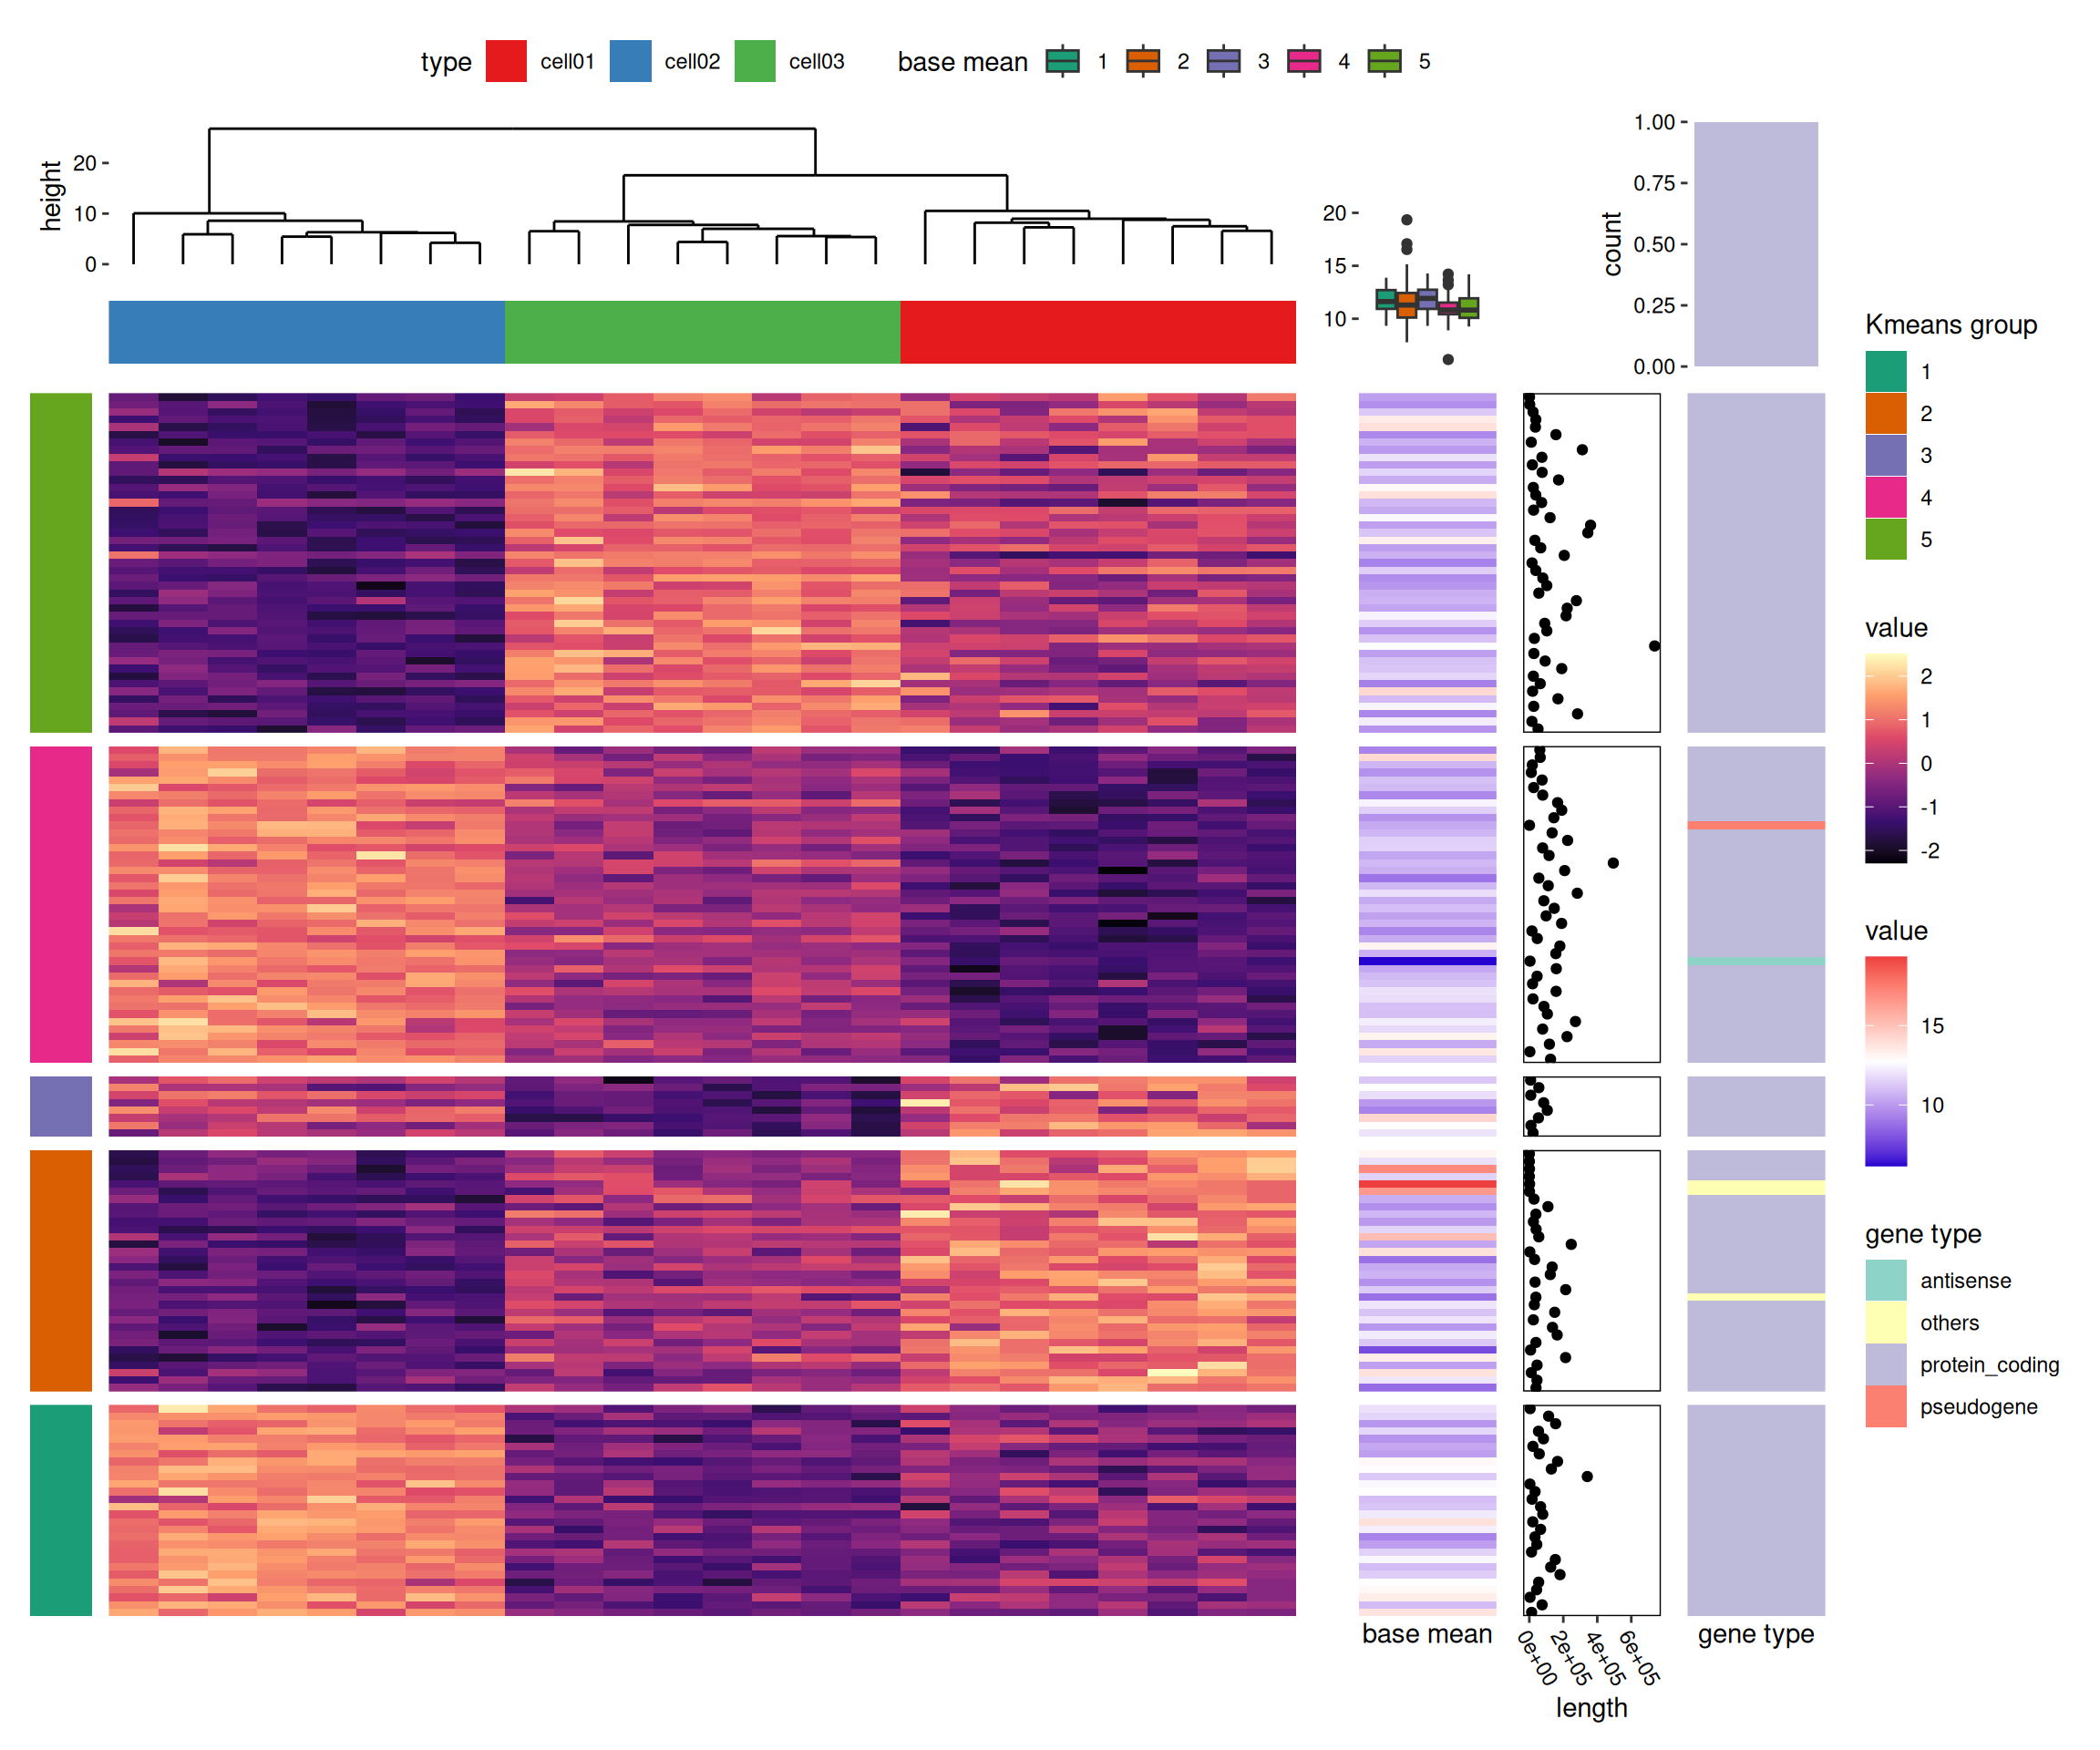 type cell01 cell02 cell03 base mean 1 2 3 4 5
height
20
10
0
20
15
10
count
1.00
0.75
0.50
0.25
0.00
Kmeans group
1
2
3
4
5
value
2
1
0
-1
-2
value
15
10
gene type
antisense
others
protein_coding
pseudogene
base mean
0e+00 2e+05 4e+05 6e+05
length
gene type